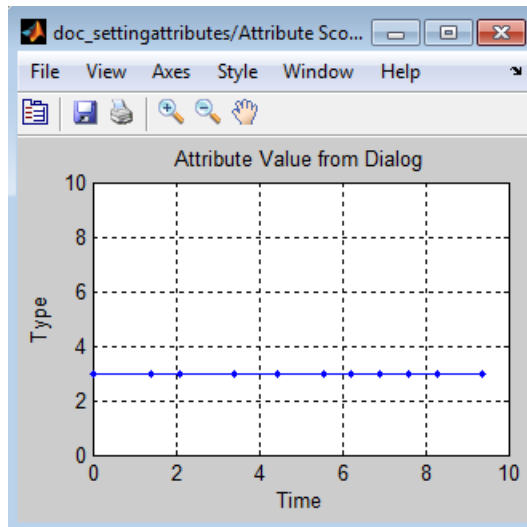 doc_settingattributes/Attribute Sco...
File View Axes Style Window Help
Attribute Value from Dialog
10
8
6
4
2
0
Type
0 2 4 6 8 10
Time